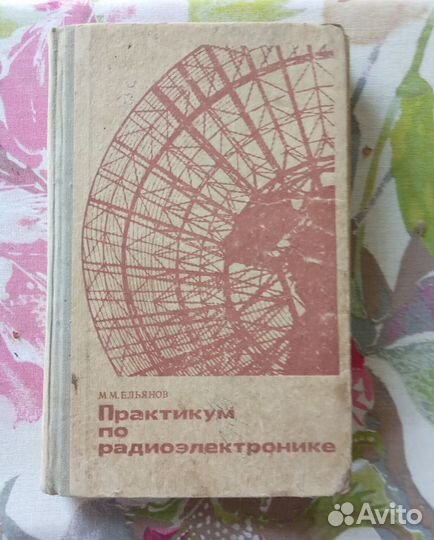 М.М.ЕЛЬЯНОВ
Практикум
по
радиоэлектронике
Avito